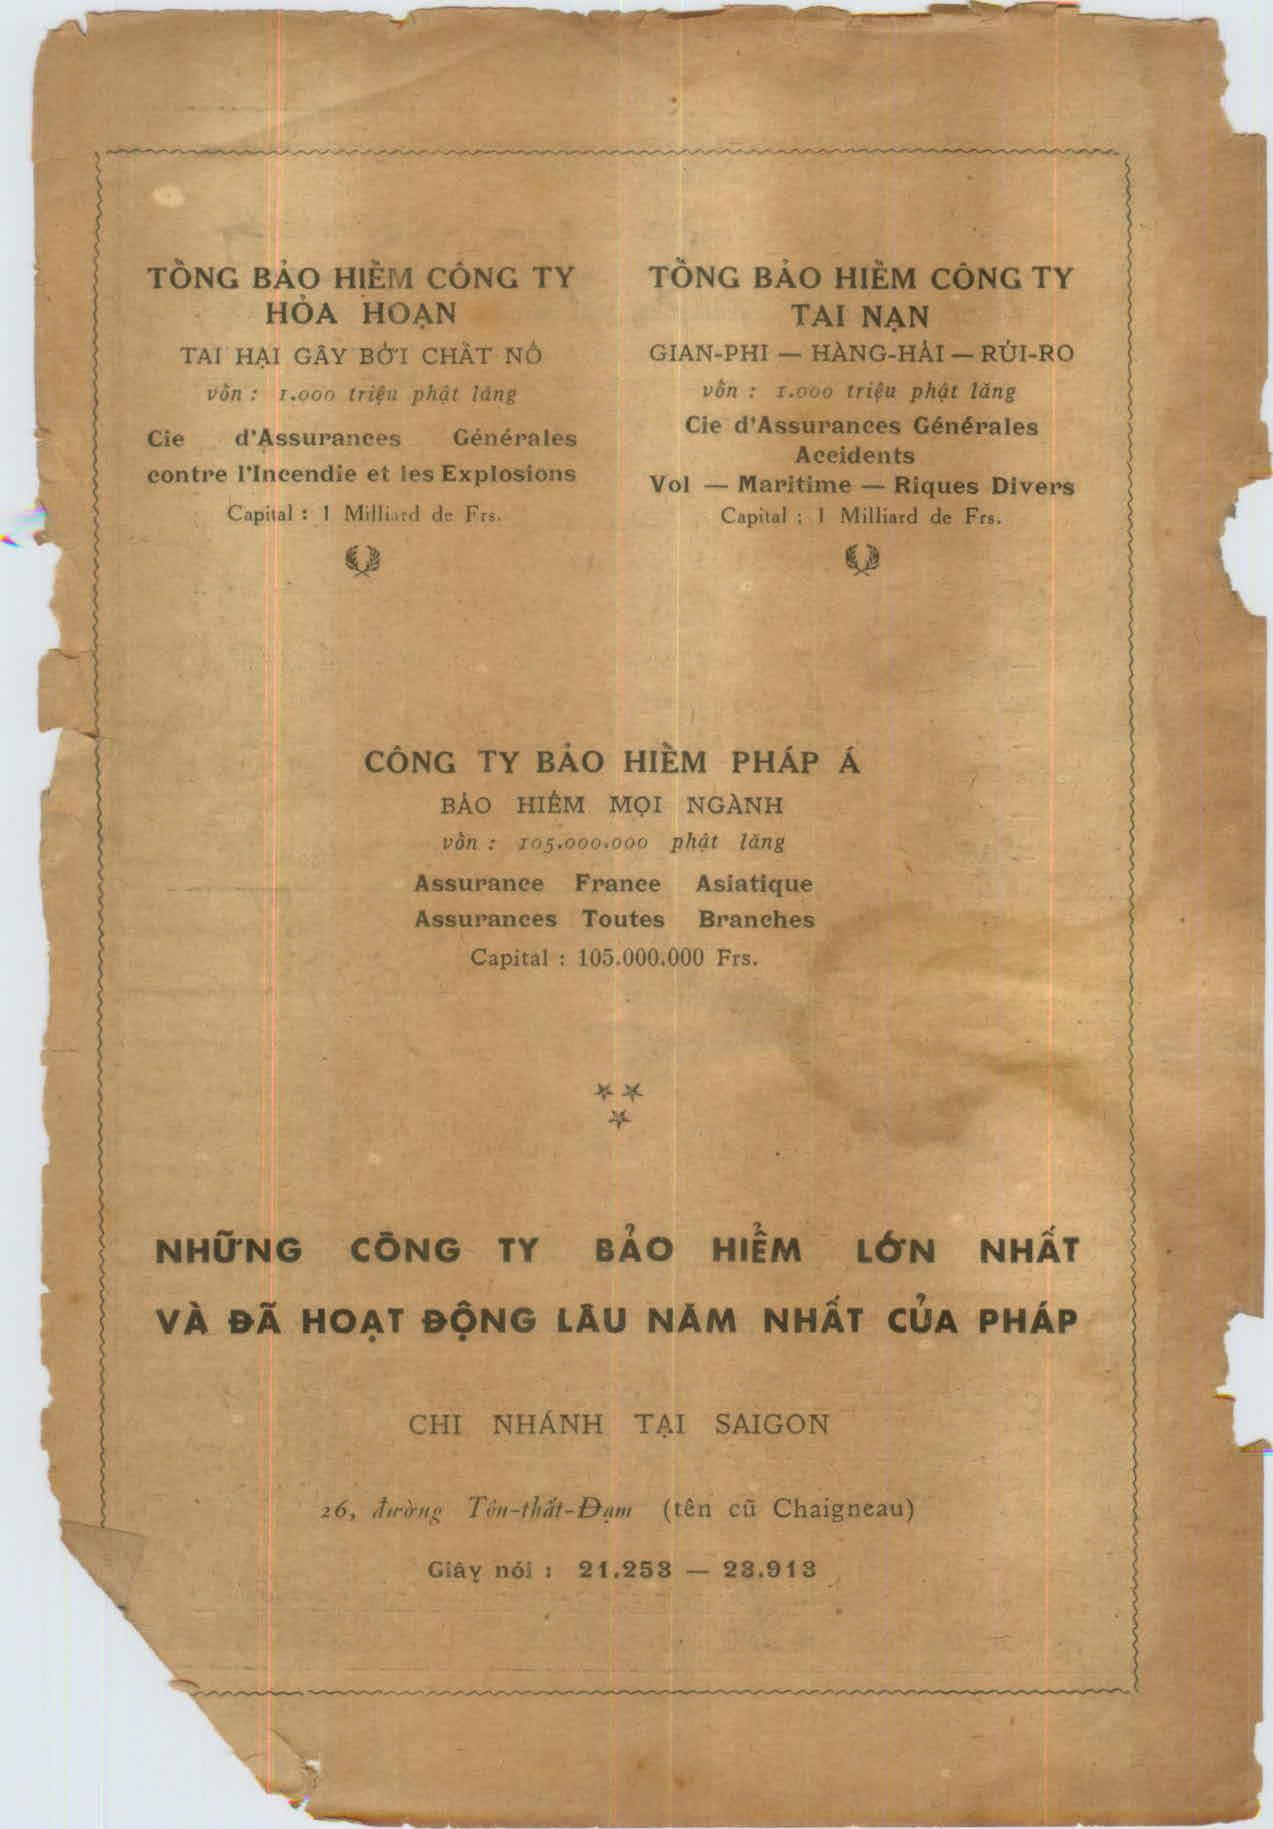 TỔNG BẢO HIỂM CÔNG TY
HỎA HOẠN
TAI HẠI GÂY BỞI CHẤT NỔ
vốn : 1.000 triệu phật lăng
Cie d'Assurances Générales
contre l'Incendie et les Explosions
Capital : 1 Milliard de Frs.
TỔNG BẢO HIỂM CÔNG TY
TAI NẠN
GIAN-PHI — HÀNG-HẢI — RỦI-RO
vốn : 1.000 triệu phật lăng
Cie d'Assurances Générales
Accidents
Vol — Maritime — Riques Divers
Capital : 1 Milliard de Frs.
CÔNG TY BẢO HIỂM PHÁP Á
BẢO HIỂM MỌI NGÀNH
vốn : 105.000.000 phật lăng
Assurance France Asiatique
Assurances Toutes Branches
Capital : 105.000.000 Frs.
NHỮNG CÔNG TY BẢO HIỂM LỚN NHẤT
VÀ ĐÃ HOẠT ĐỘNG LÂU NĂM NHẤT CỦA PHÁP
CHI NHÁNH TẠI SAIGON
26, đường Tôn-thất-Đạm (tên cũ Chaigneau)
Giây nói : 21.253 — 23.913